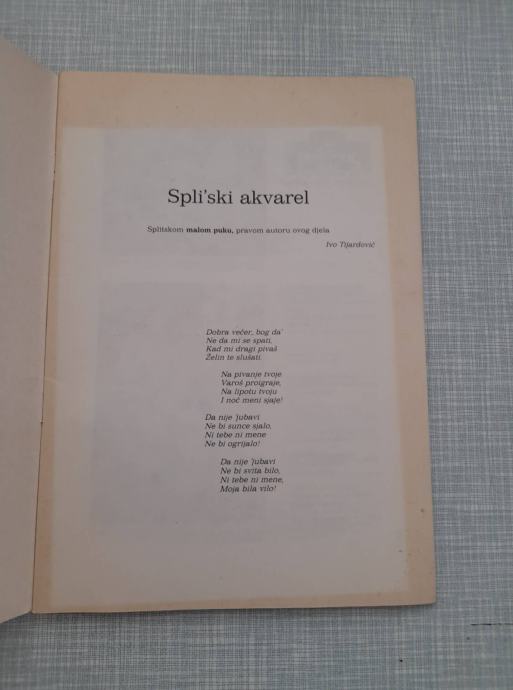 Spli'ski akvarel
Splitskom malom puku, pravom autoru ovog djela
Ivo Tijardović
Dobra večer, bog da'
Ne da mi se spati,
Kad mi dragi pivaš
Želin te slušati.
Na pivanje tvoje
Varoš proigraje,
Na lipotu tvoju
I noć meni sjaje!
Da nije 'jubavi
Ne bi sunce sjalo,
Ni tebe ni mene
Ne bi ogrijalo!
Da nije 'jubavi
Ne bi svita bilo,
Ni tebe ni mene,
Moja bila vilo!